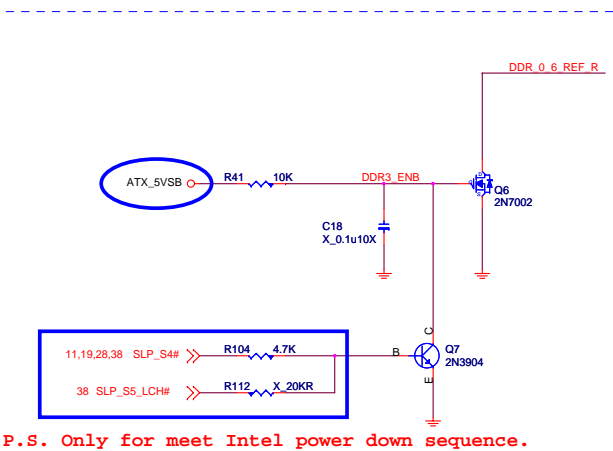 DDR_0_6_REF_R
ATX_5VSB
R41 10K
DDR3_ENB
Q6
2N7002
C18
X_0.1u10X
C
11,19,28,38 SLP_S4#
R104 4.7K
B
Q7
2N3904
38 SLP_S5_LCH#
R112 X_20KR
E
P.S. Only for meet Intel power down sequence.